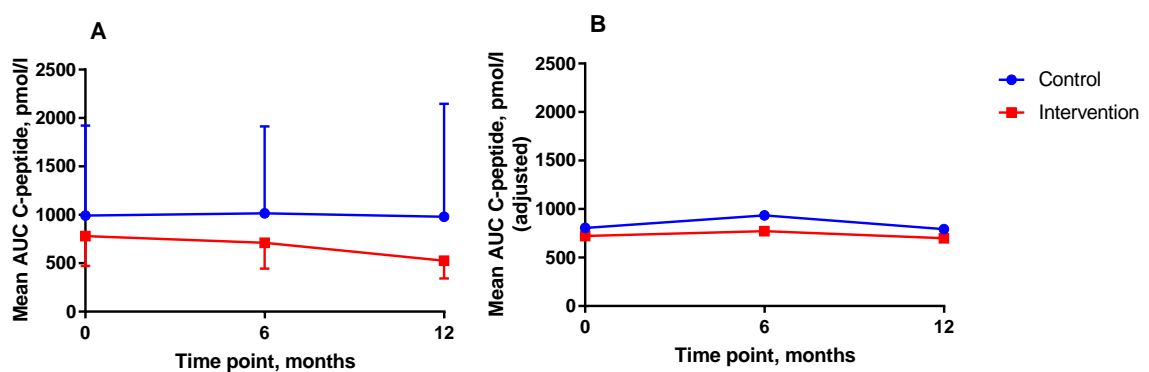 A
Mean AUC C-peptide, pmol/l
2500
2000
1500
1000
500
0
0 6 12
Time point, months
B
Mean AUC C-peptide, pmol/l
(adjusted)
2500
2000
1500
1000
500
0
0 6 12
Time point, months
Control
Intervention